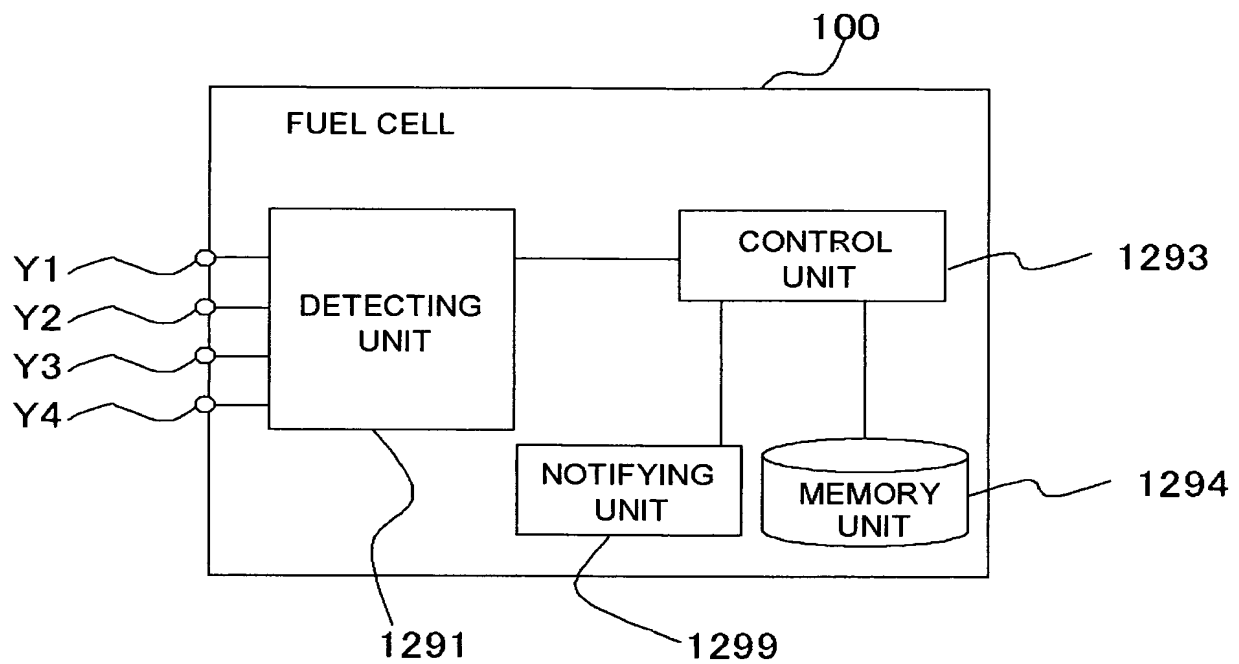 100
FUEL CELL
CONTROL
UNIT
1293
Y1
Y2
Y3
Y4
DETECTING
UNIT
NOTIFYING
UNIT
MEMORY
UNIT
1294
1291
1299